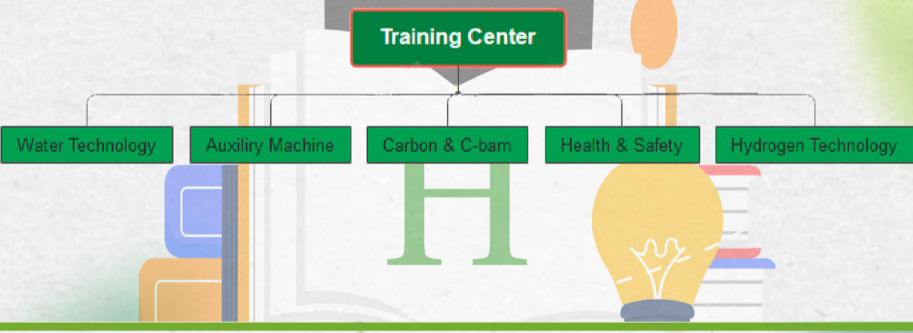 Training Center
Water Technology
Auxiliry Machine
Carbon & C-bam
Health & Safety
Hydrogen Technology
H